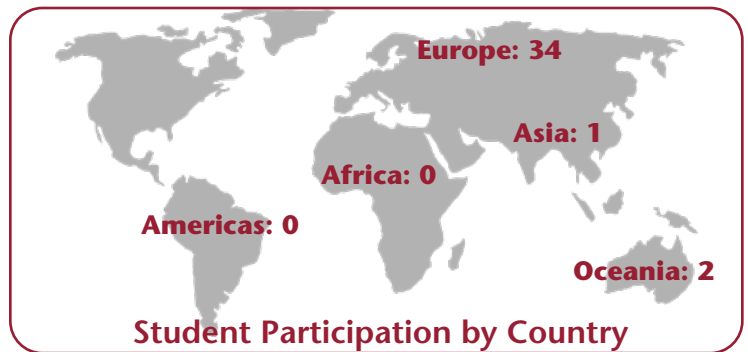 Europe: 34
Asia: 1
Africa: 0
Americas: 0
Oceania: 2
Student Participation by Country